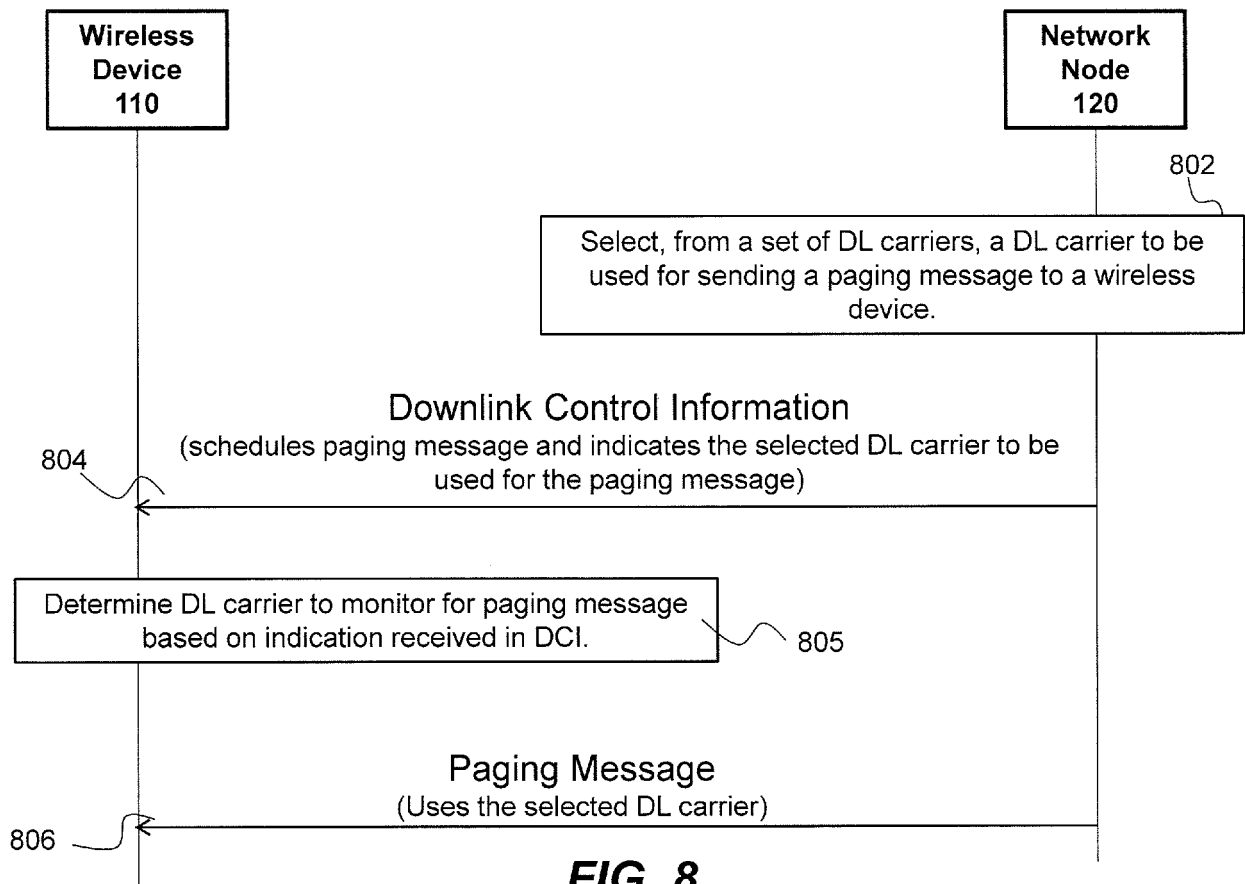 Wireless
Device
110
Network
Node
120
802
Select, from a set of DL carriers, a DL carrier to be
used for sending a paging message to a wireless
device.
Downlink Control Information
(schedules paging message and indicates the selected DL carrier to be
used for the paging message)
804
Determine DL carrier to monitor for paging message
based on indication received in DCI.
805
Paging Message
(Uses the selected DL carrier)
806
FIG. 8